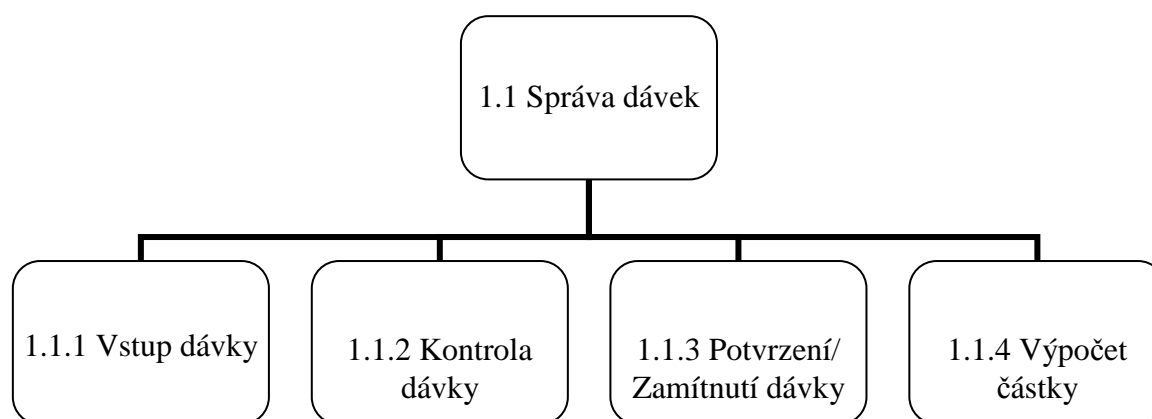 1.1 Správa dávek
1.1.1 Vstup dávky
1.1.2 Kontrola
dávky
1.1.3 Potvrzení/
Zamítnutí dávky
1.1.4 Výpočet
částky